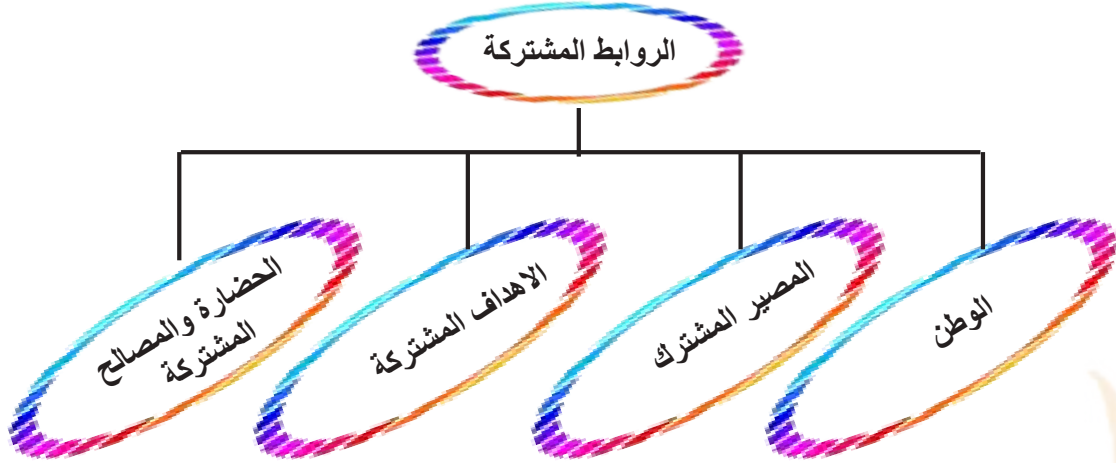 الروابط المشتركة
الوطن
المصير المشترك
الاهداف المشتركة
الحضارة والمصالح
المشتركة